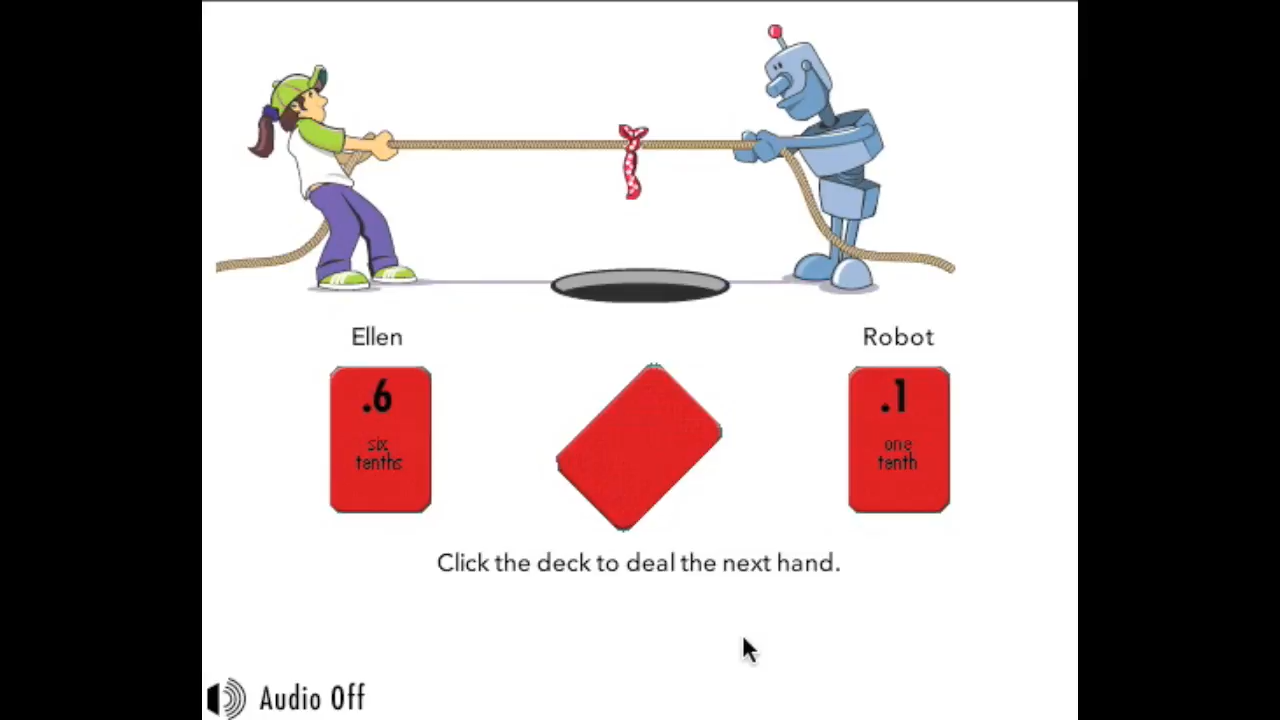 Ellen
Robot
.6
six
tenths
.1
one
tenth
Click the deck to deal the next hand.
Audio Off